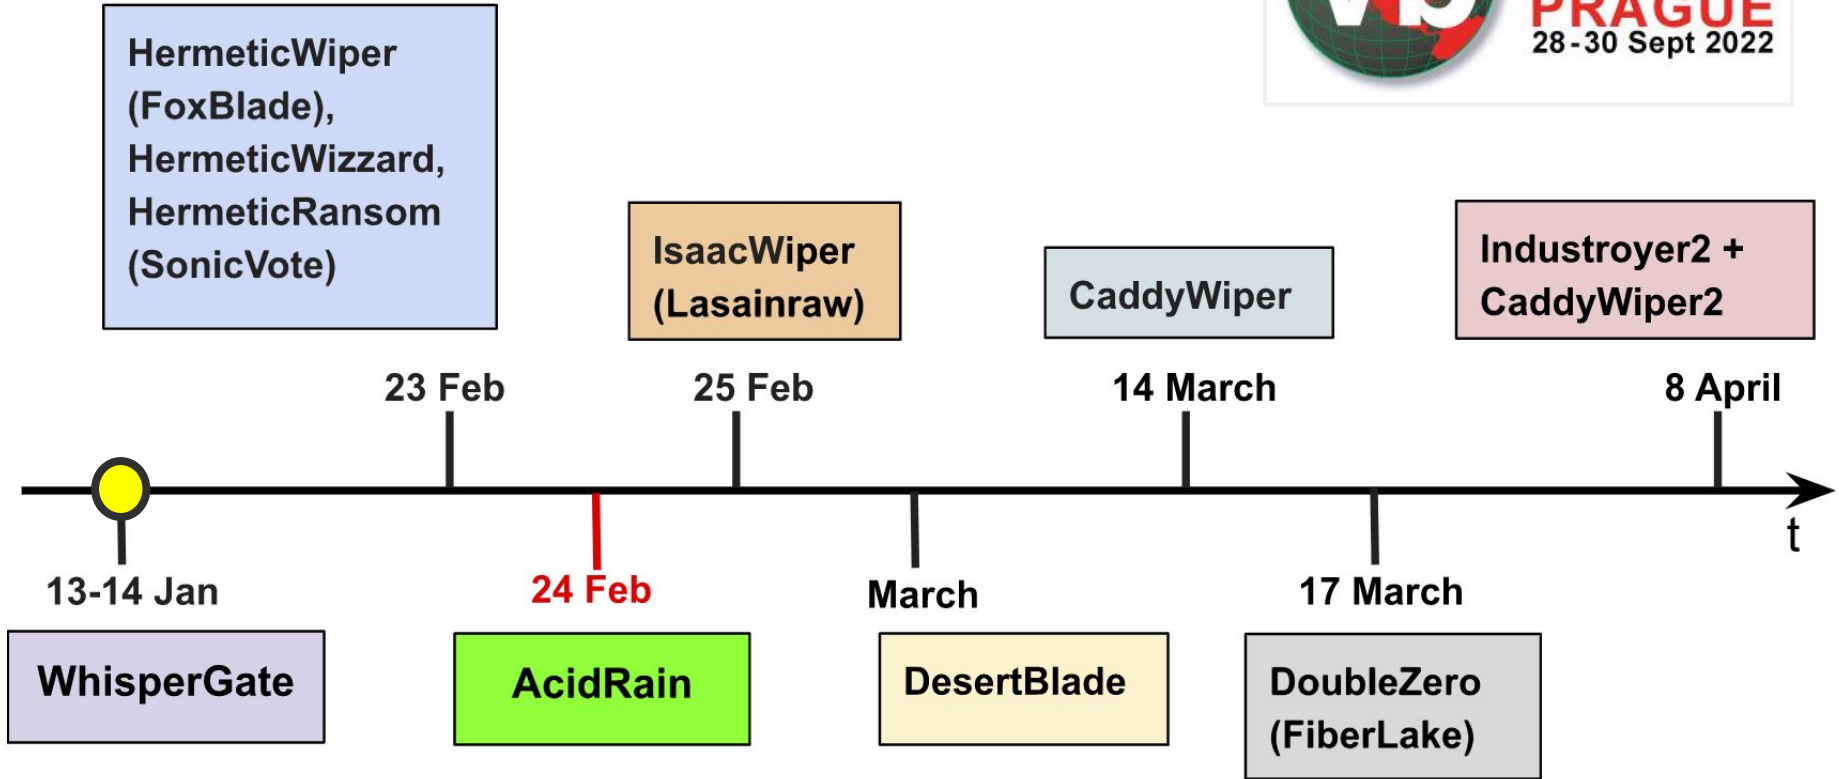 HermeticWiper
(FoxBlade),
HermeticWizzard,
HermeticRansom
(SonicVote)
PRAGUE
28-30 Sept 2022
IsaacWiper
(Lasainraw)
CaddyWiper
Industroyer2 +
CaddyWiper2
23 Feb
25 Feb
14 March
8 April
t
13-14 Jan
24 Feb
March
17 March
WhisperGate
AcidRain
DesertBlade
DoubleZero
(FiberLake)